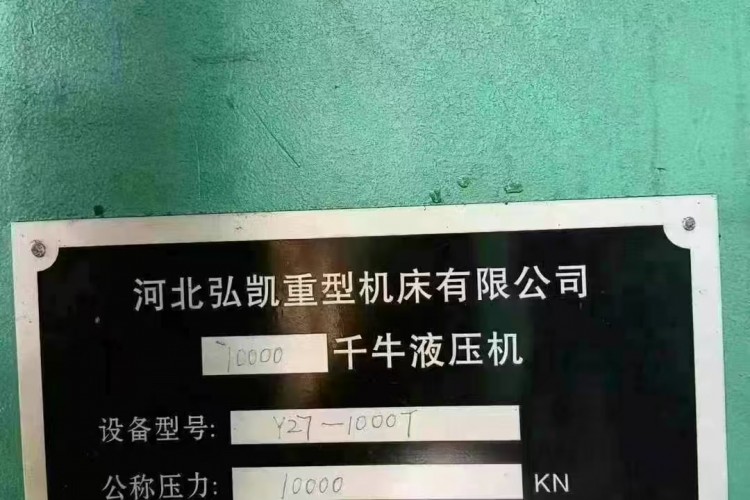 河北弘凯重型机床有限公司
10000 千牛液压机
设备型号: Y27-1000T
公称压力: 10000 KN